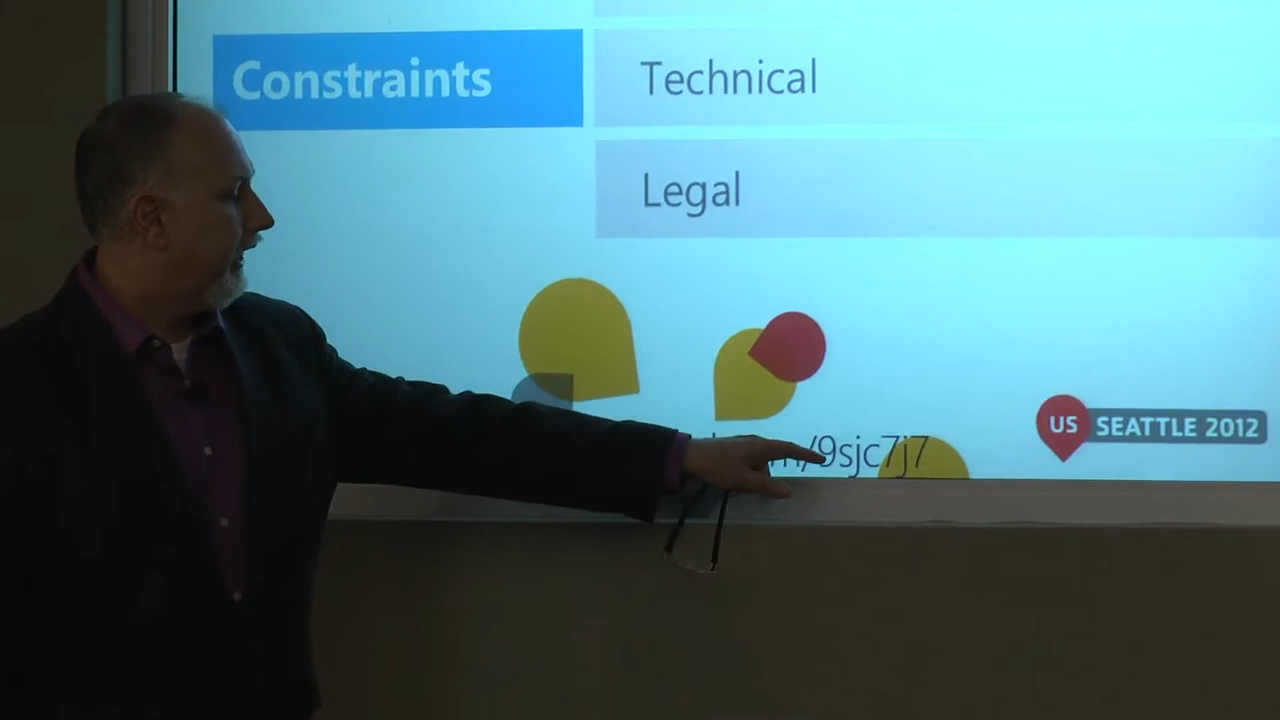 Constraints
Technical
Legal
/9sjc7j7
US
SEATTLE 2012